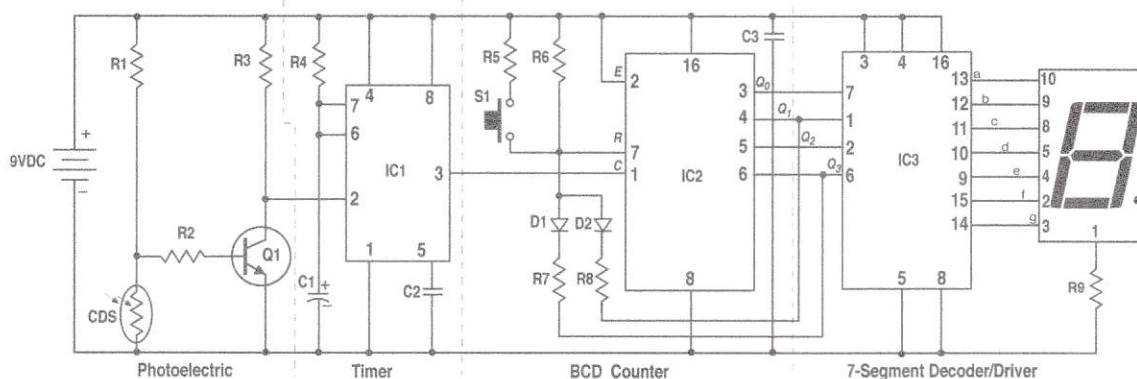 R1
R3
R4
R5
R6
C3
S1
E
2
16
Q0
3
Q1
4
Q2
5
Q3
6
R
7
C
1
IC2
8
4
8
7
6
IC1
3
2
1
5
9VDC
+
−
R2
Q1
CDS
C1
+
−
C2
D1
D2
R7
R8
3
4
16
7
1
2
6
IC3
13
12
11
10
9
15
14
5
8
a
b
c
d
e
f
g
10
9
8
5
4
2
3
1
R9
Photoelectric
Timer
BCD Counter
7-Segment Decoder/Driver